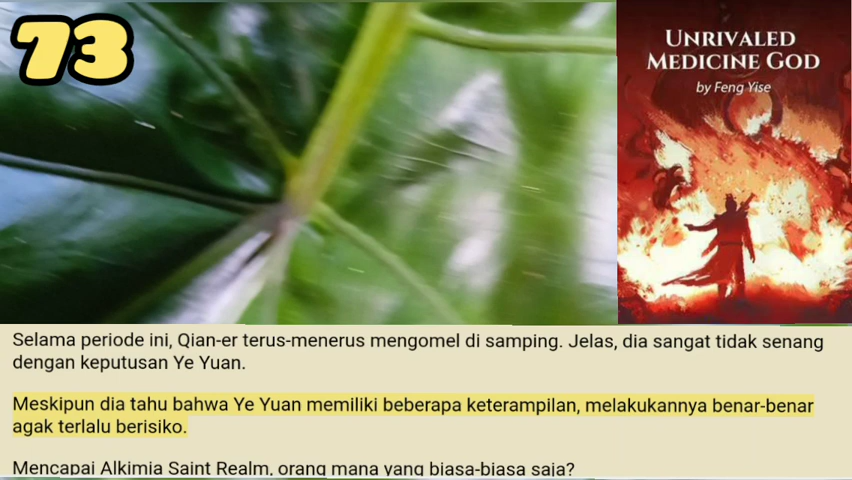 73
UNRIVALED
MEDICINE GOD
by Feng Yise
Selama periode ini, Qian-er terus-menerus mengomel di samping. Jelas, dia sangat tidak senang
dengan keputusan Ye Yuan.
Meskipun dia tahu bahwa Ye Yuan memiliki beberapa keterampilan, melakukannya benar-benar
agak terlalu berisiko.
Mencapai Alkimia Saint Realm, orang mana yang biasa-biasa saja?